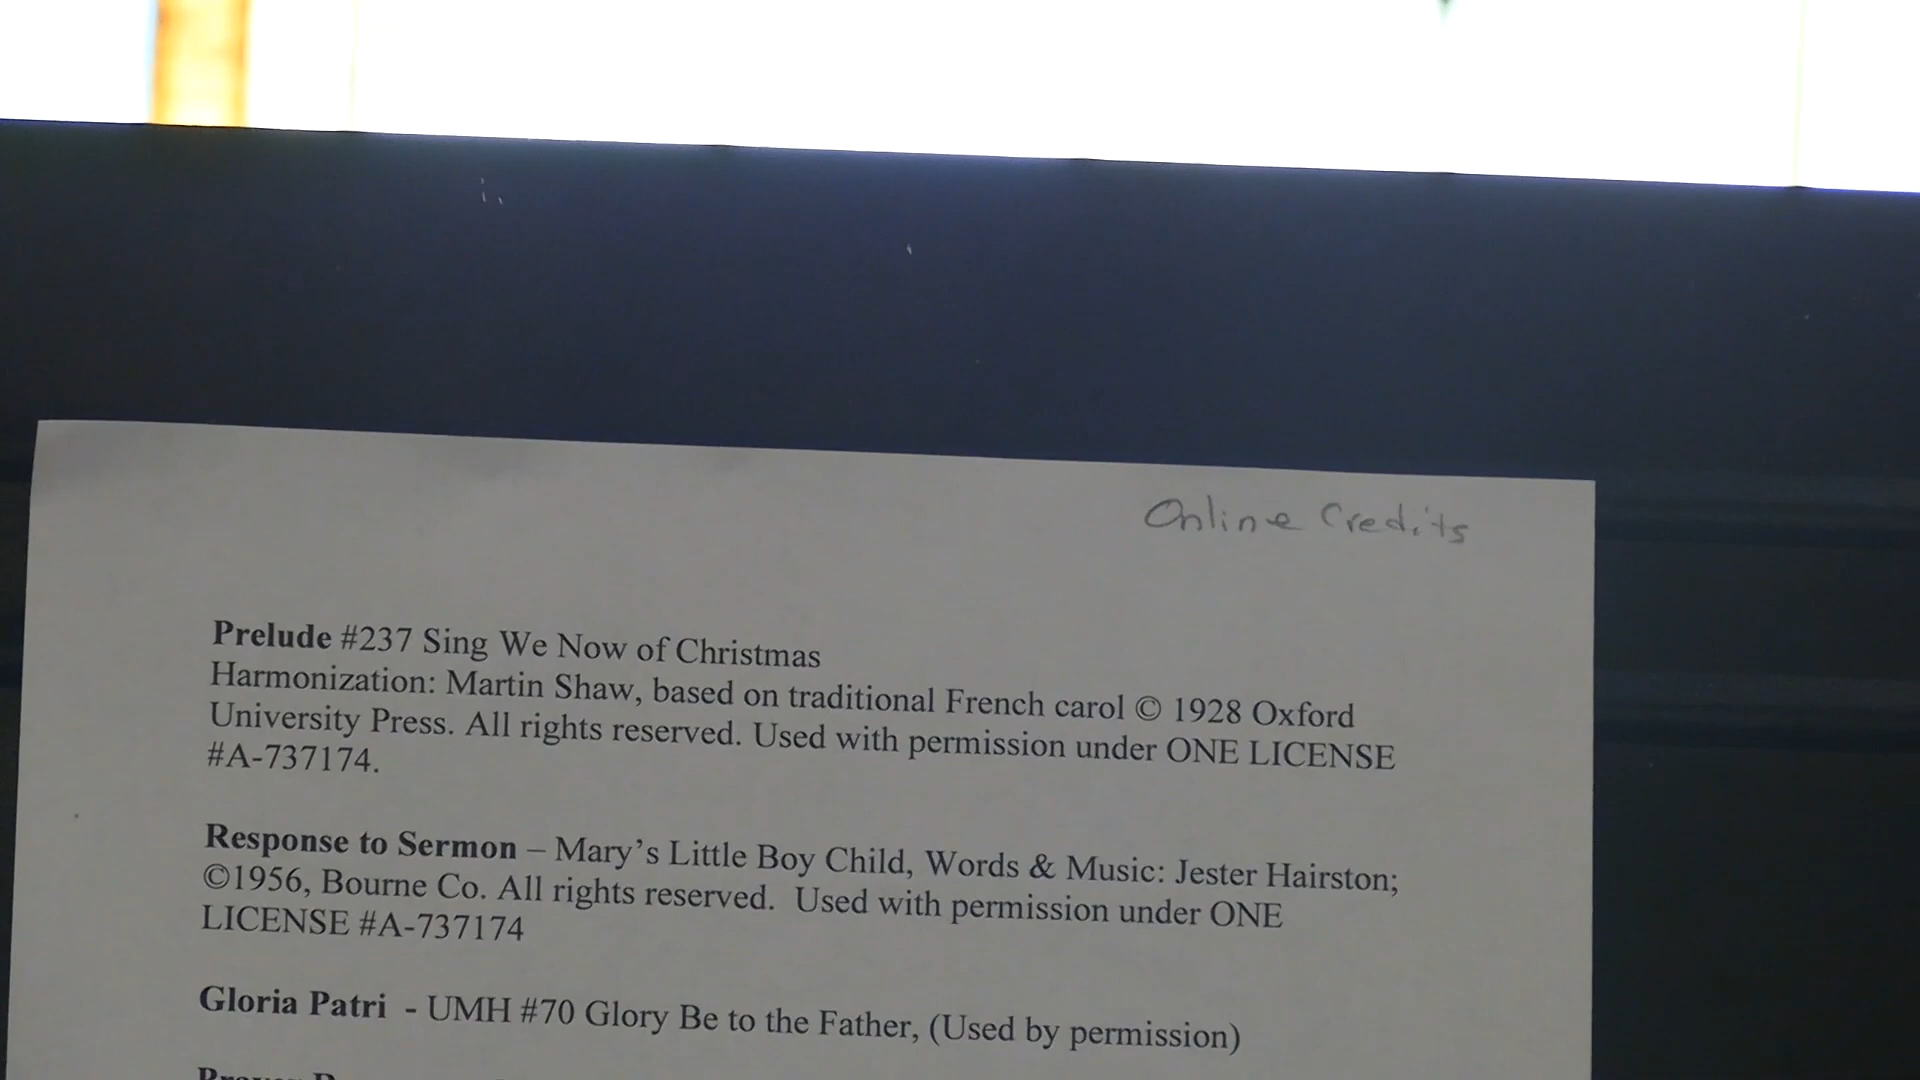 Online Credits
Prelude #237 Sing We Now of Christmas
Harmonization: Martin Shaw, based on traditional French carol © 1928 Oxford
University Press. All rights reserved. Used with permission under ONE LICENSE
#A-737174.
Response to Sermon – Mary’s Little Boy Child, Words & Music: Jester Hairston;
©1956, Bourne Co. All rights reserved.  Used with permission under ONE
LICENSE #A-737174
Gloria Patri  - UMH #70 Glory Be to the Father, (Used by permission)